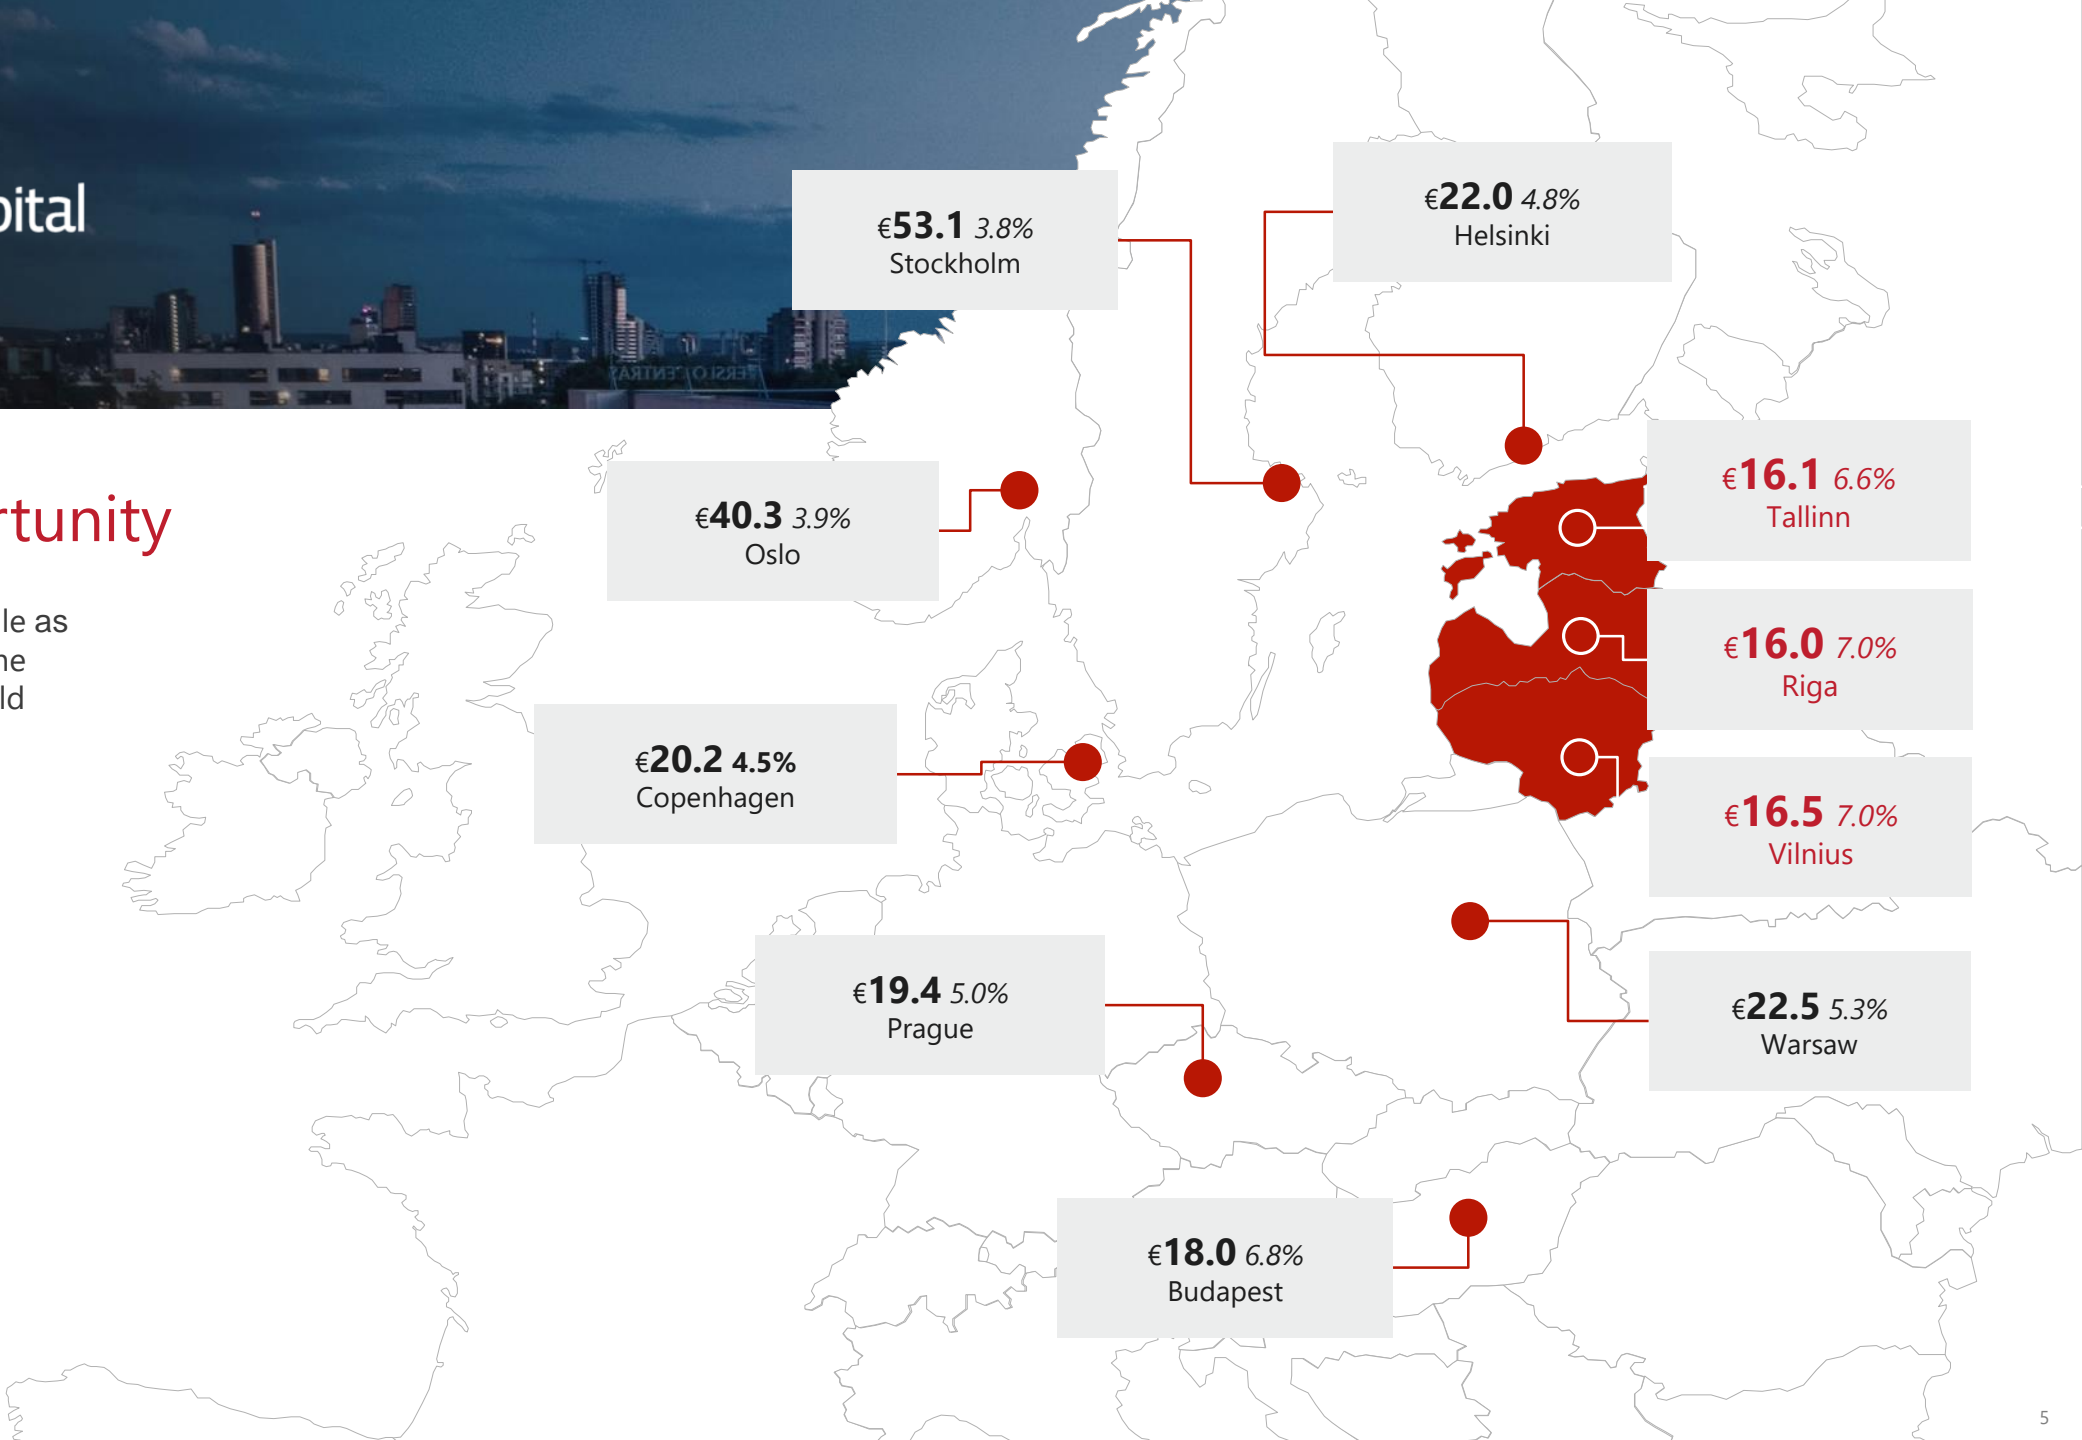 pital
rtunity
le as
ne
ld
€53.1 3.8%
Stockholm
€22.0 4.8%
Helsinki
€40.3 3.9%
Oslo
€16.1 6.6%
Tallinn
€16.0 7.0%
Riga
€20.2 4.5%
Copenhagen
€16.5 7.0%
Vilnius
€19.4 5.0%
Prague
€22.5 5.3%
Warsaw
€18.0 6.8%
Budapest
5